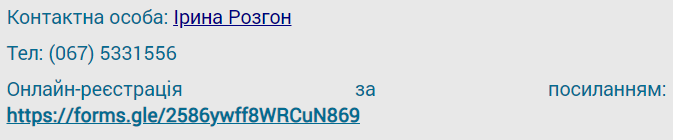 Контактна особа: Ірина Розгон
Тел: (067) 5331556
Онлайн-реєстрація за посиланням:
https://forms.gle/2586ywff8WRCuN869